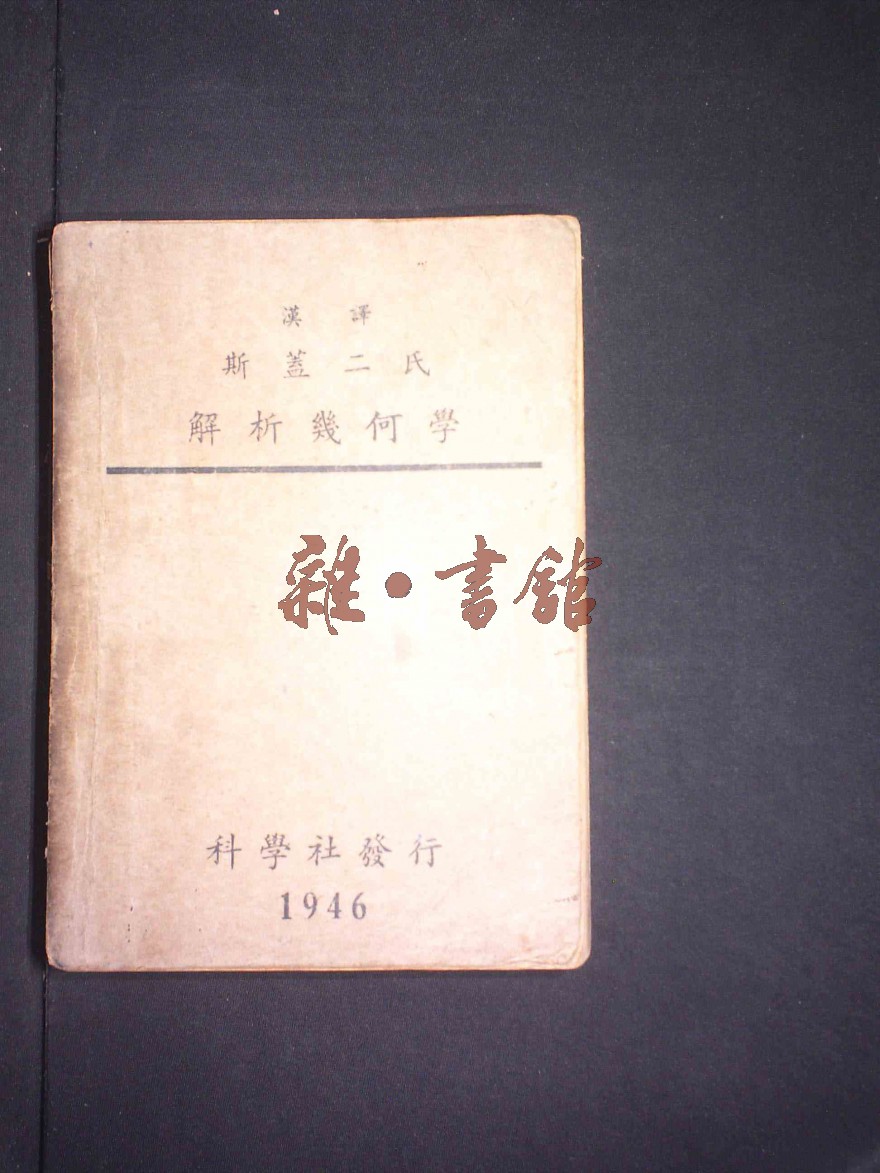 漢譯
斯蓋二氏
解析幾何學
雜·書館
科學社發行
1946